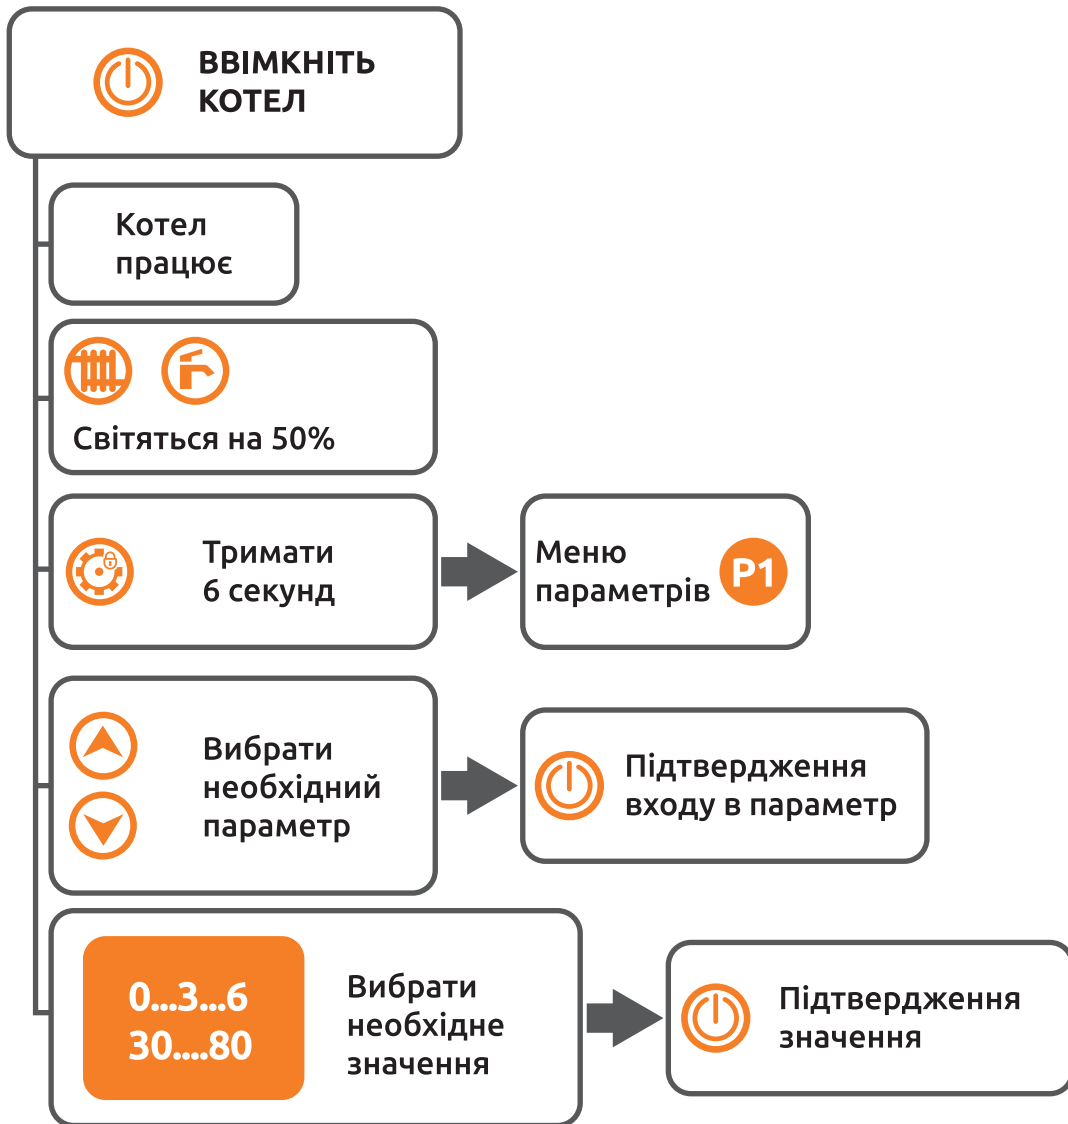 ВВІМКНІТЬ
КОТЕЛ
Котел
працює
Світяться на 50%
Тримати
6 секунд
Меню
параметрів
P1
Вибрати
необхідний
параметр
Підтвердження
входу в параметр
0...3...6
30....80
Вибрати
необхідне
значення
Підтвердження
значення